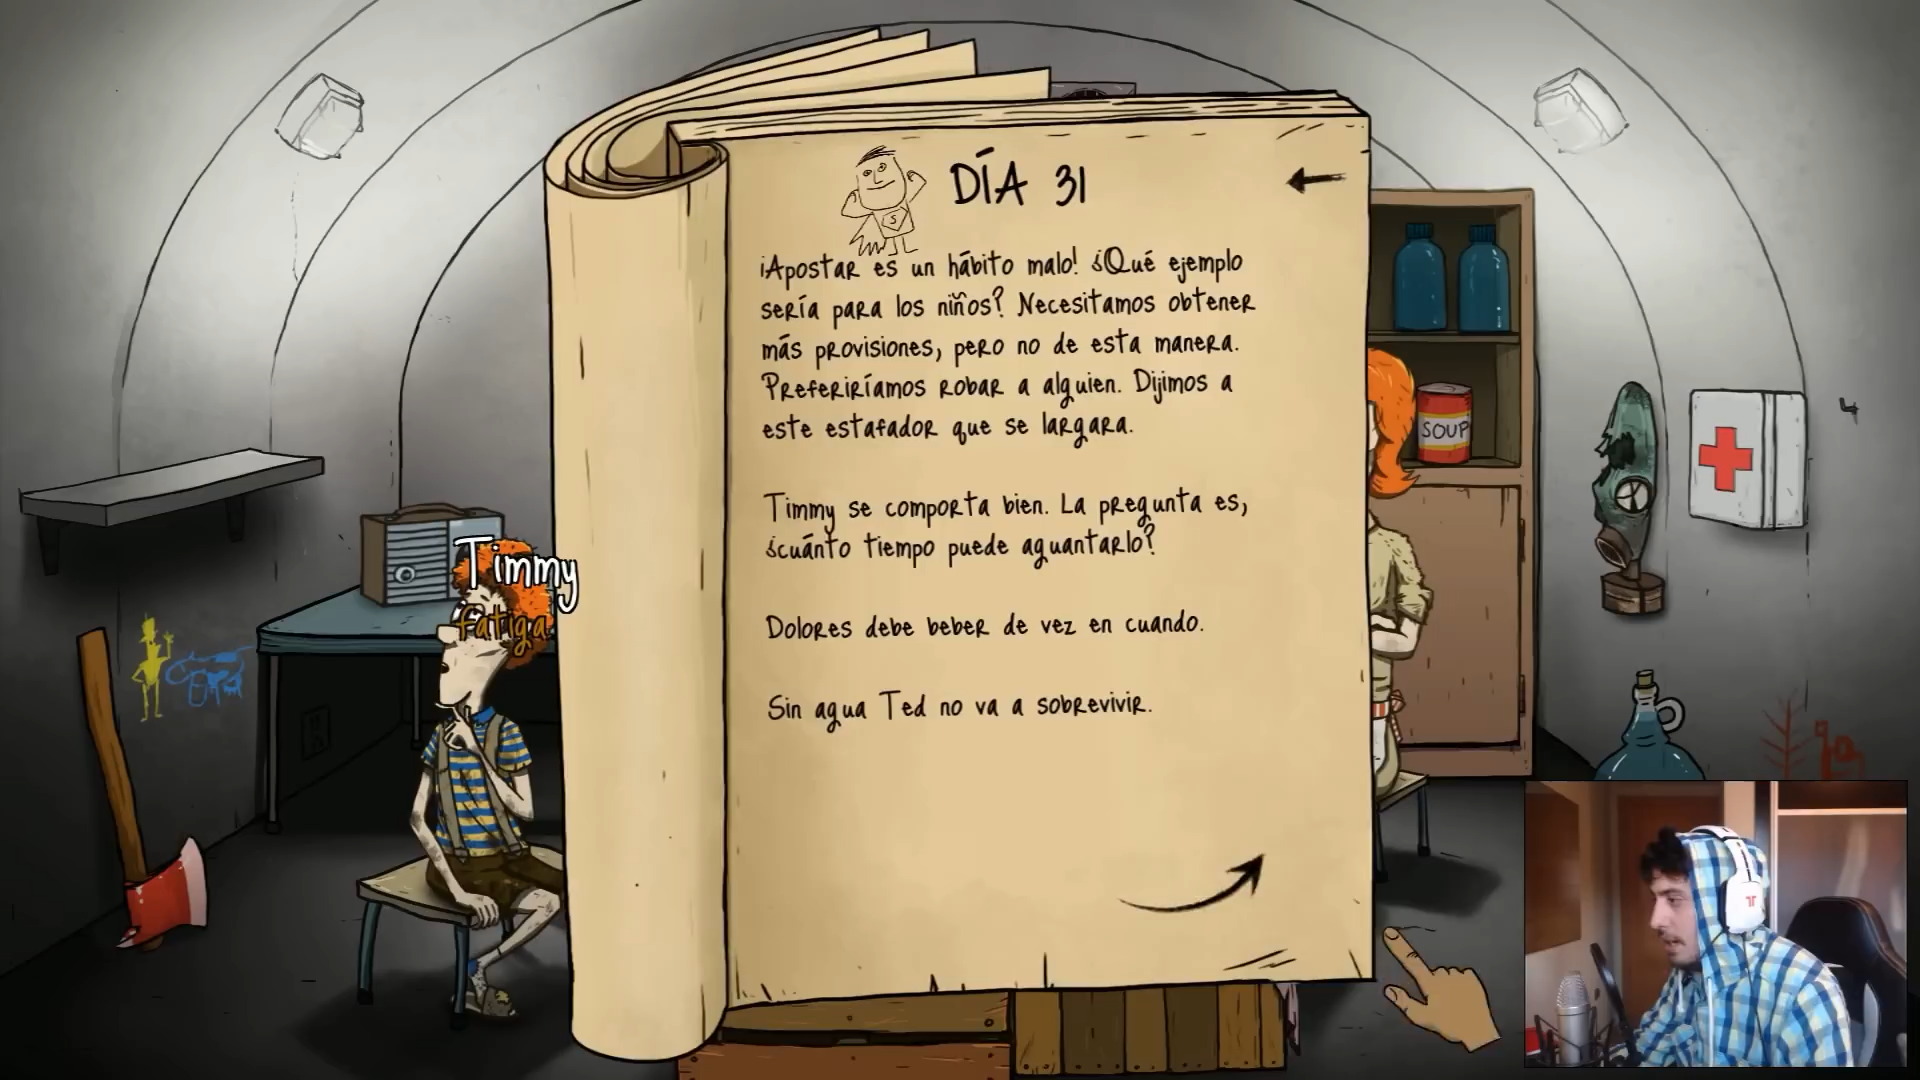 DÍA 31
¡Apostar es un hábito malo! ¿Qué ejemplo
sería para los niños? Necesitamos obtener
más provisiones, pero no de esta manera.
Preferiríamos robar a alguien. Dijimos a
este estafador que se largara.
Timmy se comporta bien. La pregunta es,
¿cuánto tiempo puede aguantarlo?
Dolores debe beber de vez en cuando.
Sin agua Ted no va a sobrevivir.
Timmy
fatiga
SOUP
S